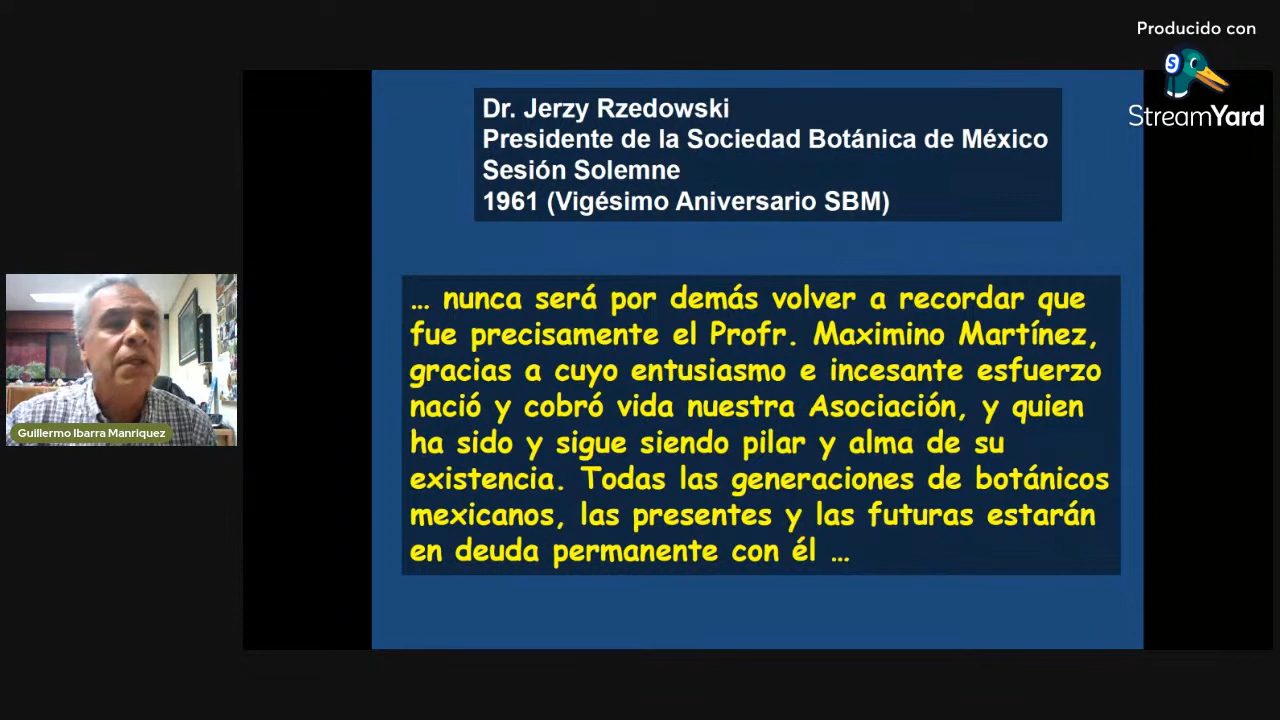 Producido con
StreamYard
Dr. Jerzy Rzedowski
Presidente de la Sociedad Botánica de México
Sesión Solemne
1961 (Vigésimo Aniversario SBM)
... nunca será por demás volver a recordar que
fue precisamente el Profr. Maximino Martínez,
gracias a cuyo entusiasmo e incesante esfuerzo
nació y cobró vida nuestra Asociación, y quien
ha sido y sigue siendo pilar y alma de su
existencia. Todas las generaciones de botánicos
mexicanos, las presentes y las futuras estarán
en deuda permanente con él ...
Guillermo Ibarra Manriquez